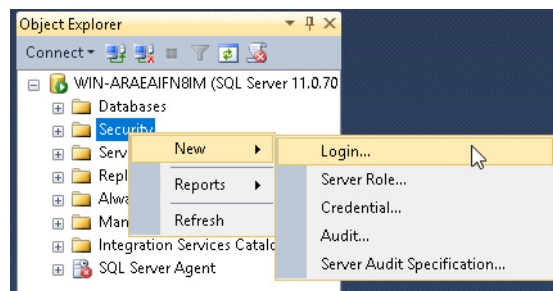 Object Explorer
Connect
WIN-ARAEAIFN8IM (SQL Server 11.0.70
Databases
Security
New
Login...
Serv
Server Role...
Repl
Reports
Credential...
Alwa
Audit...
Man
Refresh
Integration Services Catalo
Server Audit Specification...
SQL Server Agent